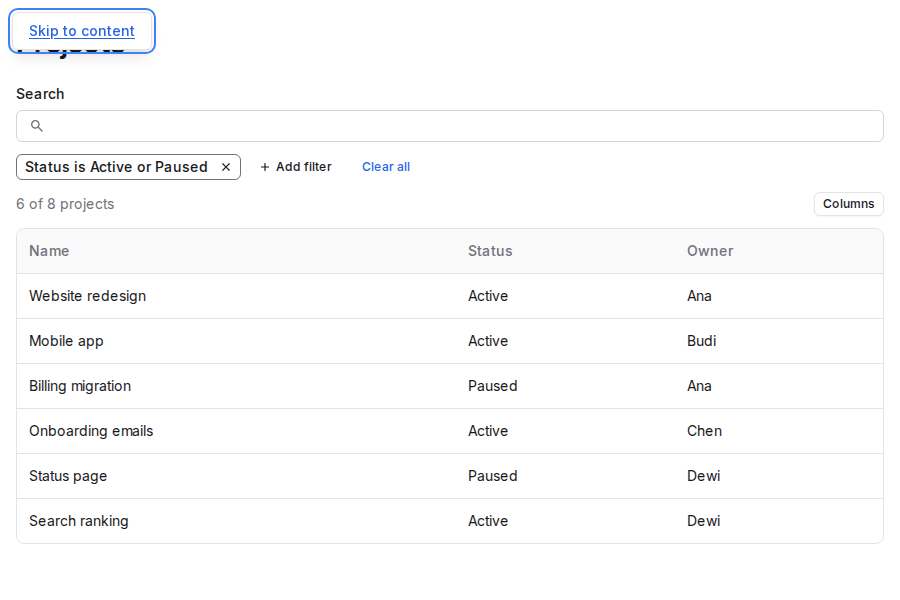 Skip to content
Search
Status is Active or Paused
Add filter
Clear all
6 of 8 projects
Columns
Name Status Owner
Website redesign Active Ana
Mobile app Active Budi
Billing migration Paused Ana
Onboarding emails Active Chen
Status page Paused Dewi
Search ranking Active Dewi